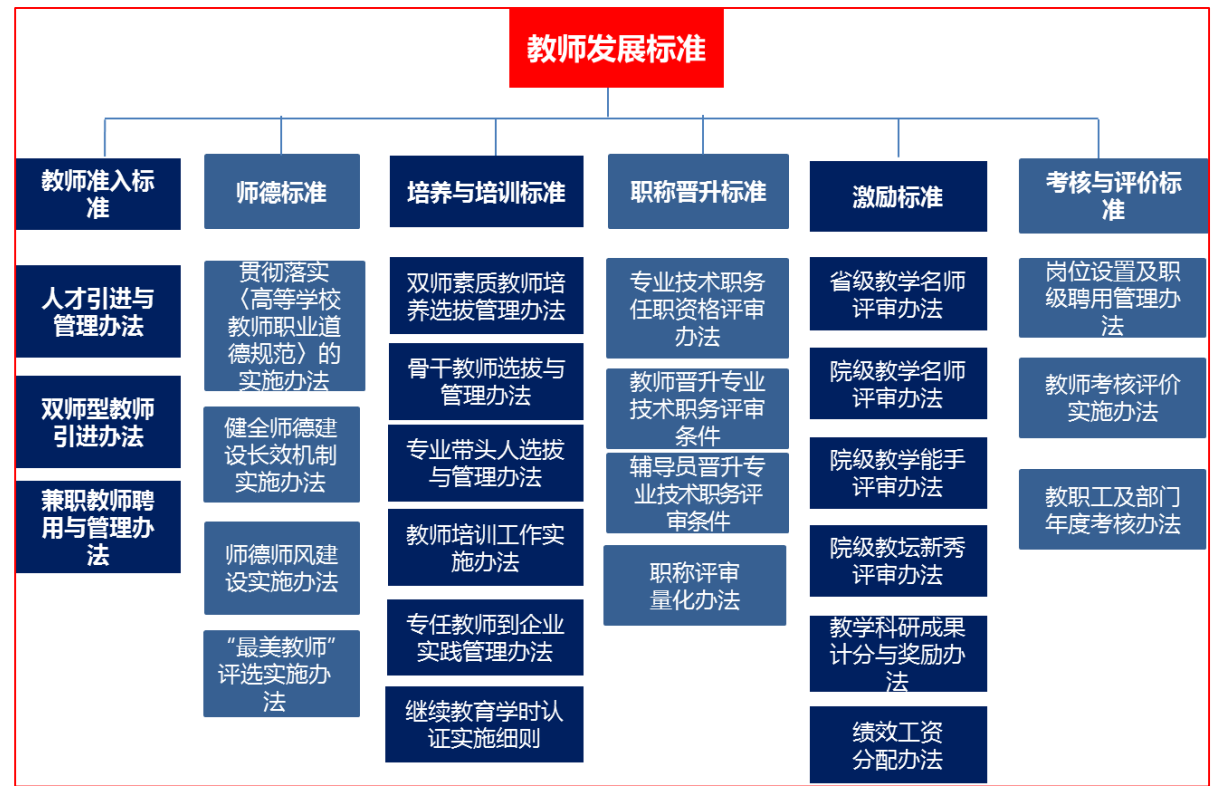 教师发展标准
教师准入标
准
人才引进与
管理办法
双师型教师
引进办法
兼职教师聘
用与管理办
法
师德标准
贯彻落实
〈高等学校
教师职业道
德规范〉的
实施办法
健全师德建
设长效机制
实施办法
师德师风建
设实施办法
“最美教师”
评选实施办
法
培养与培训标准
双师素质教师培
养选拔管理办法
骨干教师选拔与
管理办法
专业带头人选拔
与管理办法
教师培训工作实
施办法
专任教师到企业
实践管理办法
继续教育学时认
证实施细则
职称晋升标准
专业技术职务
任职资格评审
办法
教师晋升专业
技术职务评审
条件
辅导员晋升专
业技术职务评
审条件
职称评审
量化办法
激励标准
省级教学名师
评审办法
院级教学名师
评审办法
院级教学能手
评审办法
院级教坛新秀
评审办法
教学科研成果
计分与奖励办
法
绩效工资
分配办法
考核与评价标
准
岗位设置及职
级聘用管理办
法
教师考核评价
实施办法
教职工及部门
年度考核办法